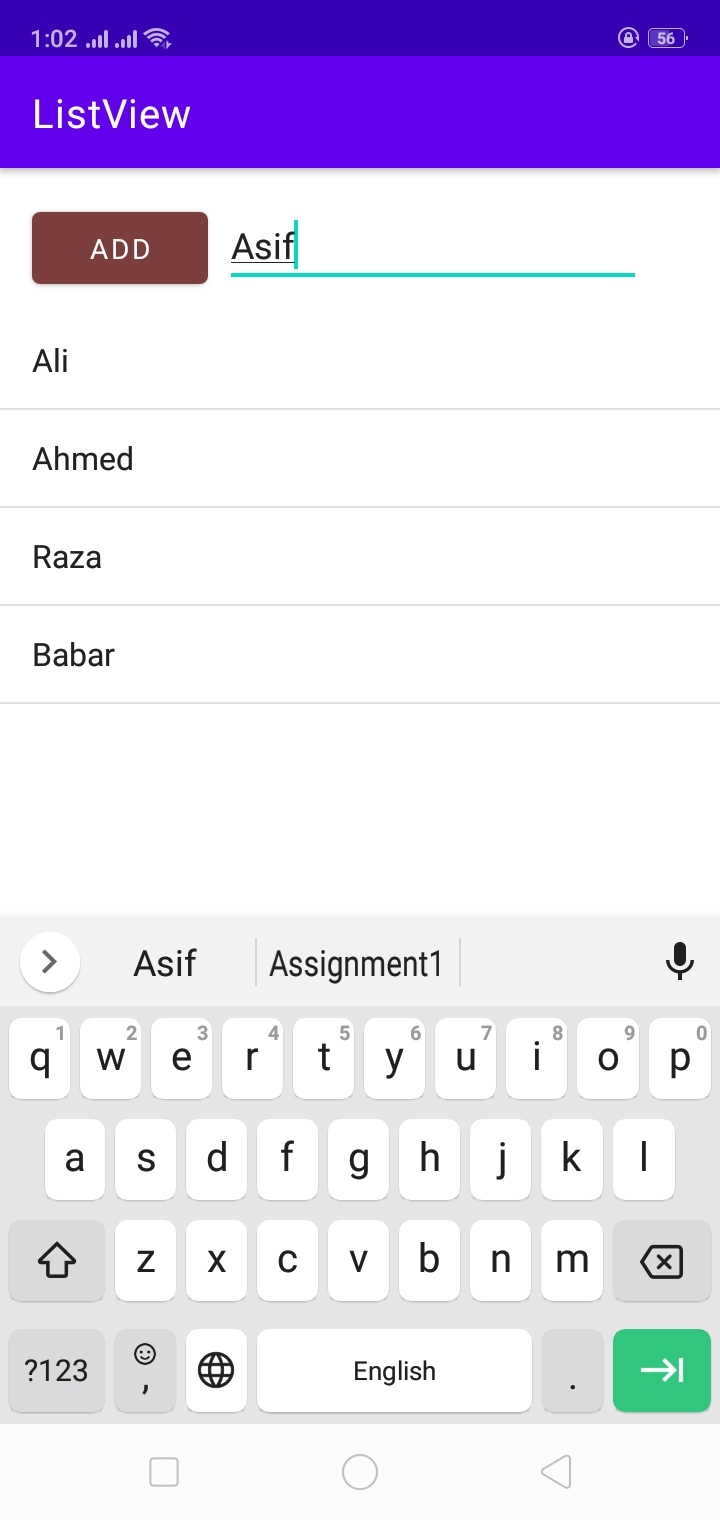 1:02 56
ListView
ADD Asif
Ali
Ahmed
Raza
Babar
Asif Assignment1
q 1 w 2 e 3 r 4 t 5 y 6 u 7 i 8 o 9 p 0
a s d f g h j k l
z x c v b n m
?123 , English .